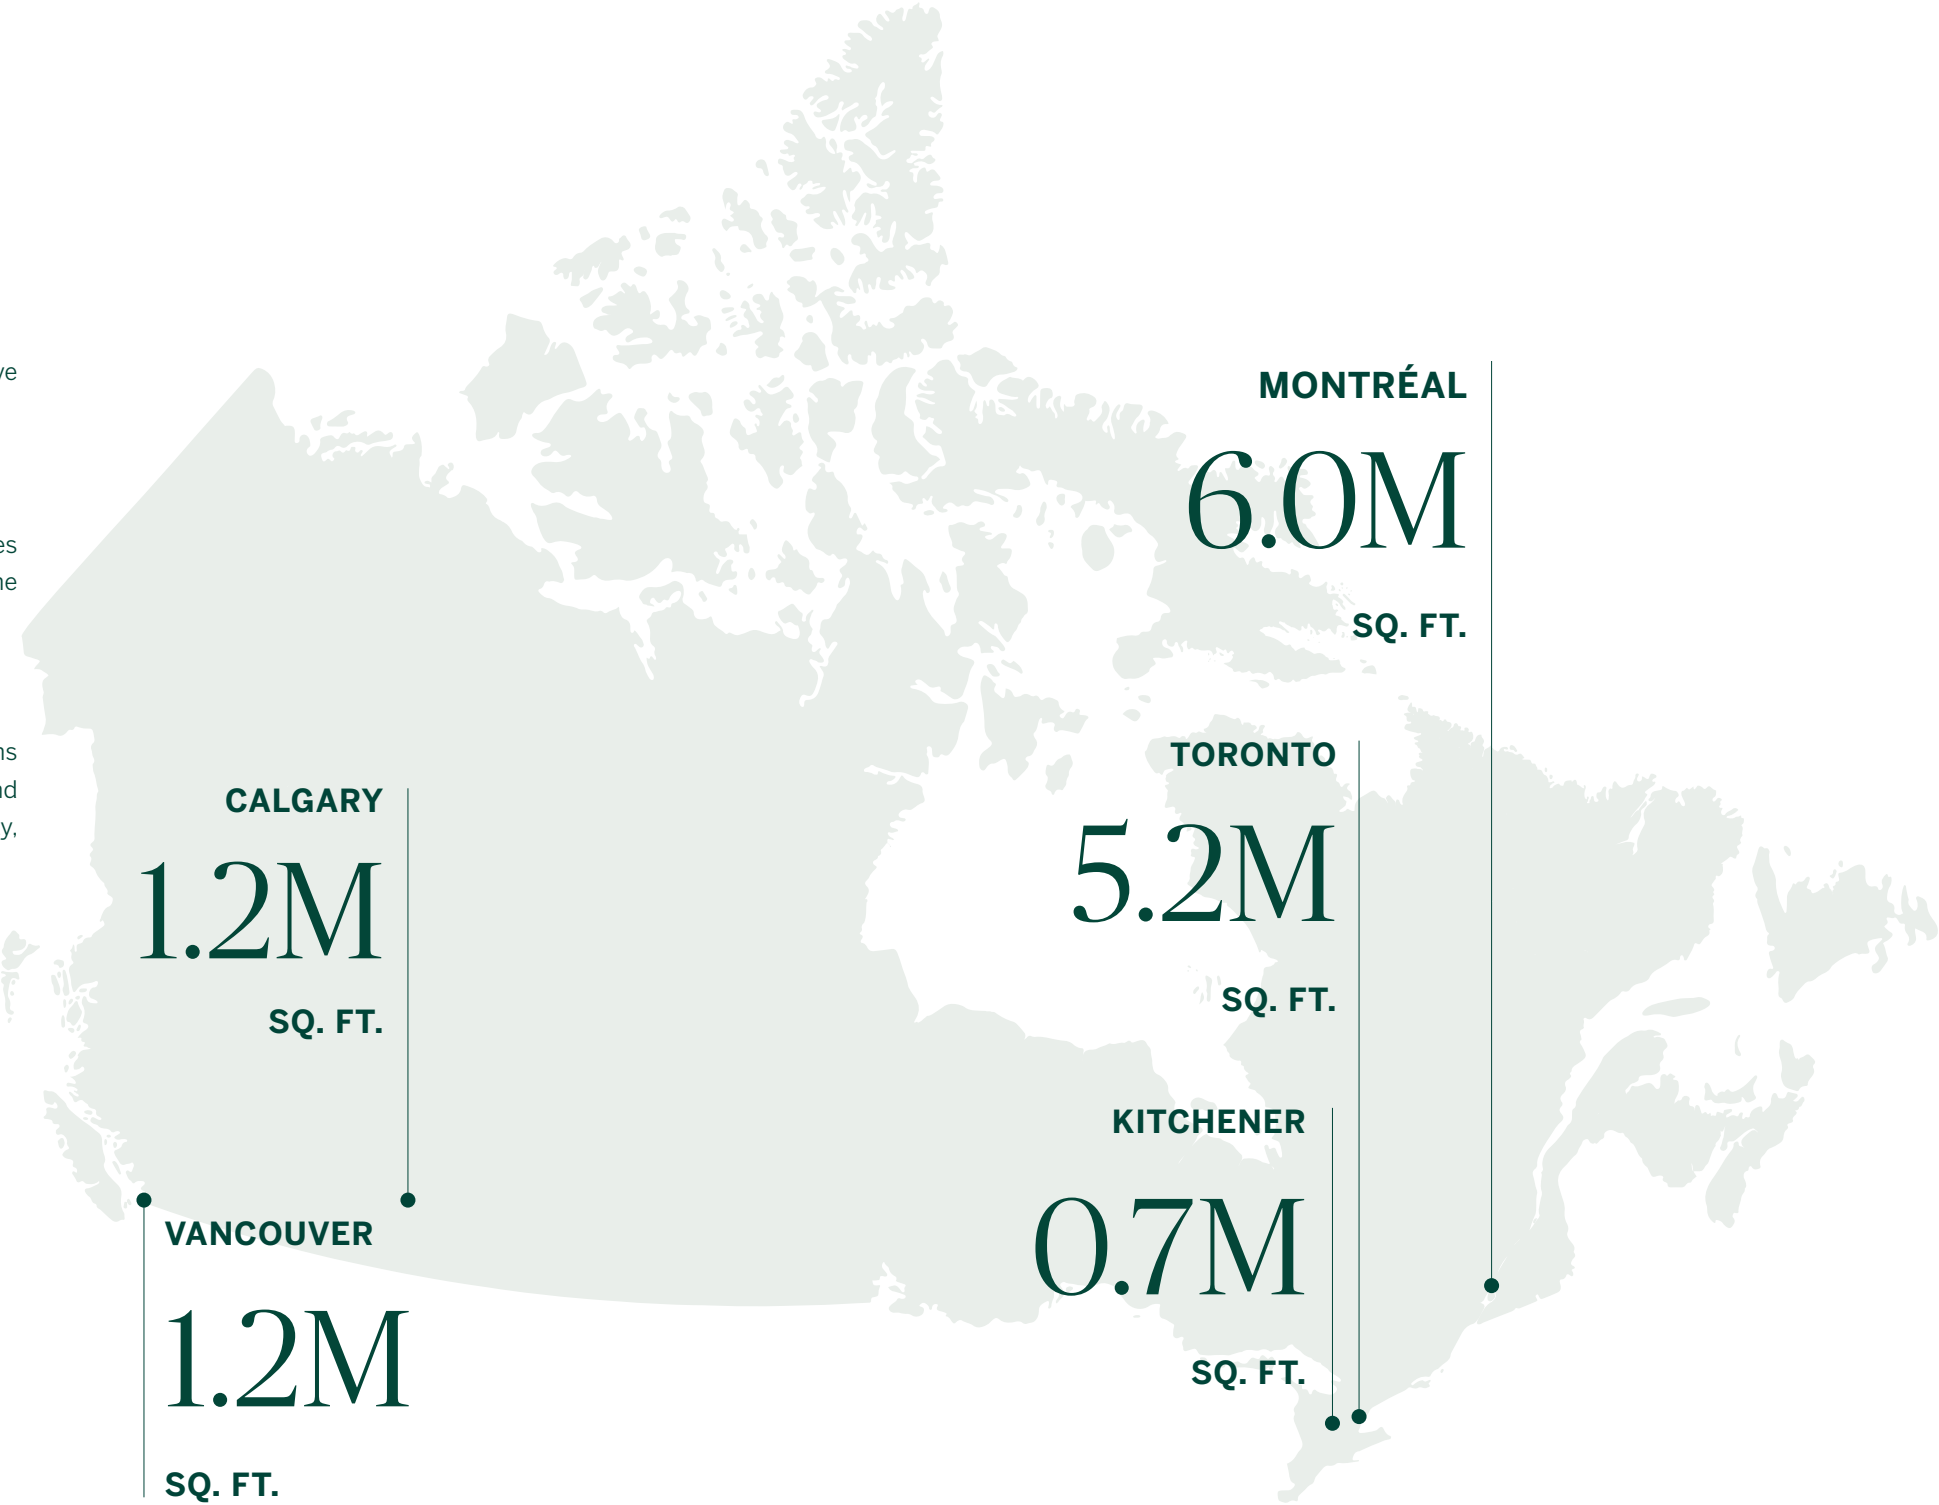 MONTRÉAL
6.0M
SQ. FT.
TORONTO
5.2M
SQ. FT.
CALGARY
1.2M
SQ. FT.
KITCHENER
0.7M
SQ. FT.
VANCOUVER
1.2M
SQ. FT.